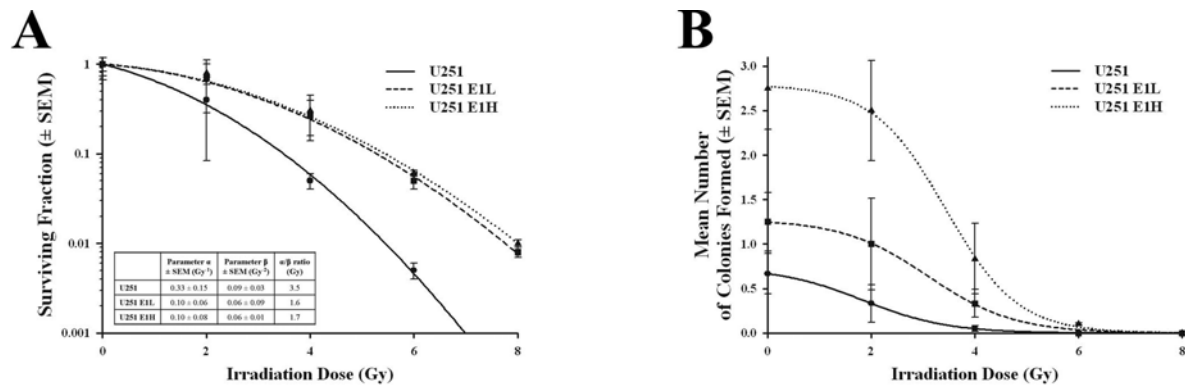 A
Surviving Fraction (± SEM)
1
0.1
0.01
0.001
U251
U251 E1L
U251 E1H
Parameter α ± SEM (Gy⁻¹) Parameter β ± SEM (Gy⁻²) α/β ratio (Gy)
U251 0.33 ± 0.15 0.09 ± 0.03 3.5
U251 E1L 0.10 ± 0.06 0.06 ± 0.09 1.6
U251 E1H 0.10 ± 0.08 0.06 ± 0.01 1.7
0 2 4 6 8
Irradiation Dose (Gy)
B
Mean Number
of Colonies Formed (± SEM)
3.0
2.5
2.0
1.5
1.0
0.5
0.0
U251
U251 E1L
U251 E1H
0 2 4 6 8
Irradiation Dose (Gy)